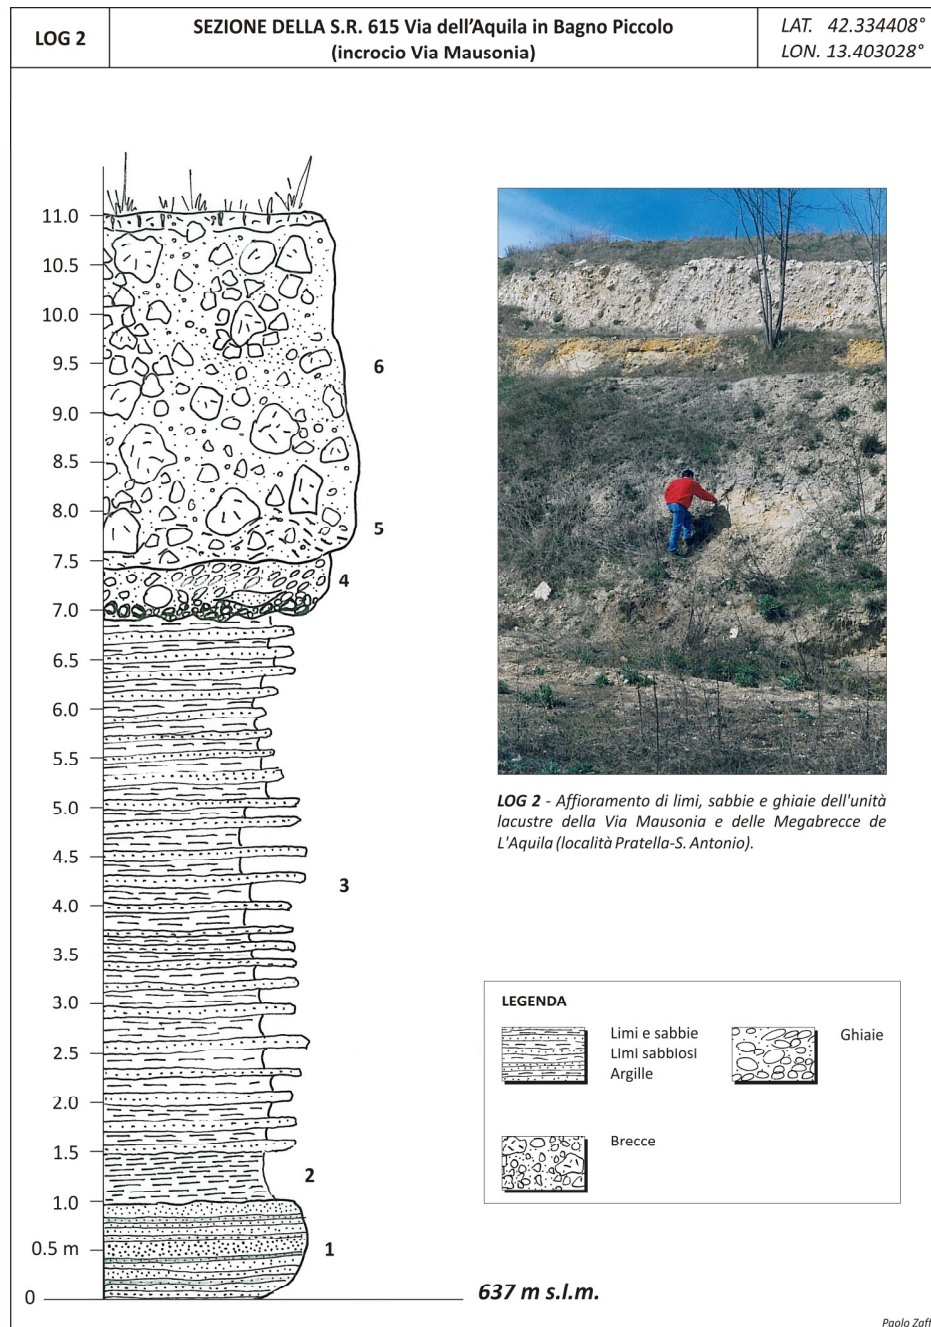 LOG 2
SEZIONE DELLA S.R. 615 Via dell'Aquila in Bagno Piccolo
(incrocio Via Mausonia)
LAT. 42.334408°
LON. 13.403028°
11.0
10.5
10.0
9.5
9.0
8.5
8.0
7.5
7.0
6.5
6.0
5.5
5.0
4.5
4.0
3.5
3.0
2.5
2.0
1.5
1.0
0.5 m
0
6
5
4
3
2
1
637 m s.l.m.
LOG 2 - Affioramento di limi, sabbie e ghiaie dell'unità
lacustre della Via Mausonia e delle Megabrecce de
L'Aquila (località Pratella-S. Antonio).
LEGENDA
Limi e sabbie
Limi sabbiosi
Argille
Ghiaie
Brecce
Paolo Zaff